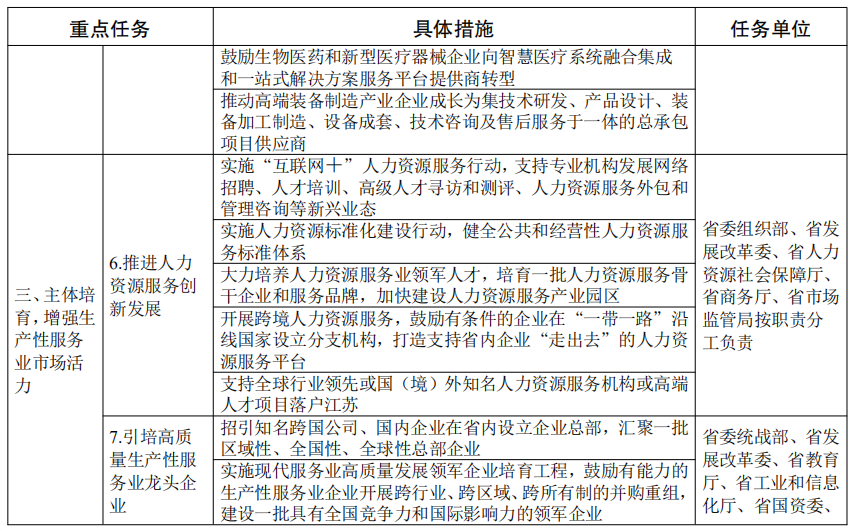 重点任务
具体措施
任务单位
鼓励生物医药和新型医疗器械企业向智慧医疗系统融合集成
和一站式解决方案服务平台提供商转型
推动高端装备制造产业企业成长为集技术研发、产品设计、装
备加工制造、设备成套、技术咨询及售后服务于一体的总承包
项目供应商
三、主体培
育，增强生
产性服务
业市场活
力
6.推进人力
资源服务创
新发展
实施“互联网＋”人力资源服务行动，支持专业机构发展网络
招聘、人才培训、高级人才寻访和测评、人力资源服务外包和
管理咨询等新兴业态
实施人力资源标准化建设行动，健全公共和经营性人力资源服
务标准体系
大力培养人力资源服务业领军人才，培育一批人力资源服务骨
干企业和服务品牌，加快建设人力资源服务产业园区
开展跨境人力资源服务，鼓励有条件的企业在“一带一路”沿
线国家设立分支机构，打造支持省内企业“走出去”的人力资
源服务平台
支持全球行业领先或国（境）外知名人力资源服务机构或高端
人才项目落户江苏
省委组织部、省发
展改革委、省人力
资源社会保障厅、
省商务厅、省市场
监管局按职责分
工负责
7.引培高质
量生产性服
务业龙头企
业
招引知名跨国公司、国内企业在省内设立企业总部，汇聚一批
区域性、全国性、全球性总部企业
实施现代服务业高质量发展领军企业培育工程，鼓励有能力的
生产性服务业企业开展跨行业、跨区域、跨所有制的并购重组，
建设一批具有全国竞争力和国际影响力的领军企业
省委统战部、省发
展改革委、省教育
厅、省工业和信息
化厅、省国资委、